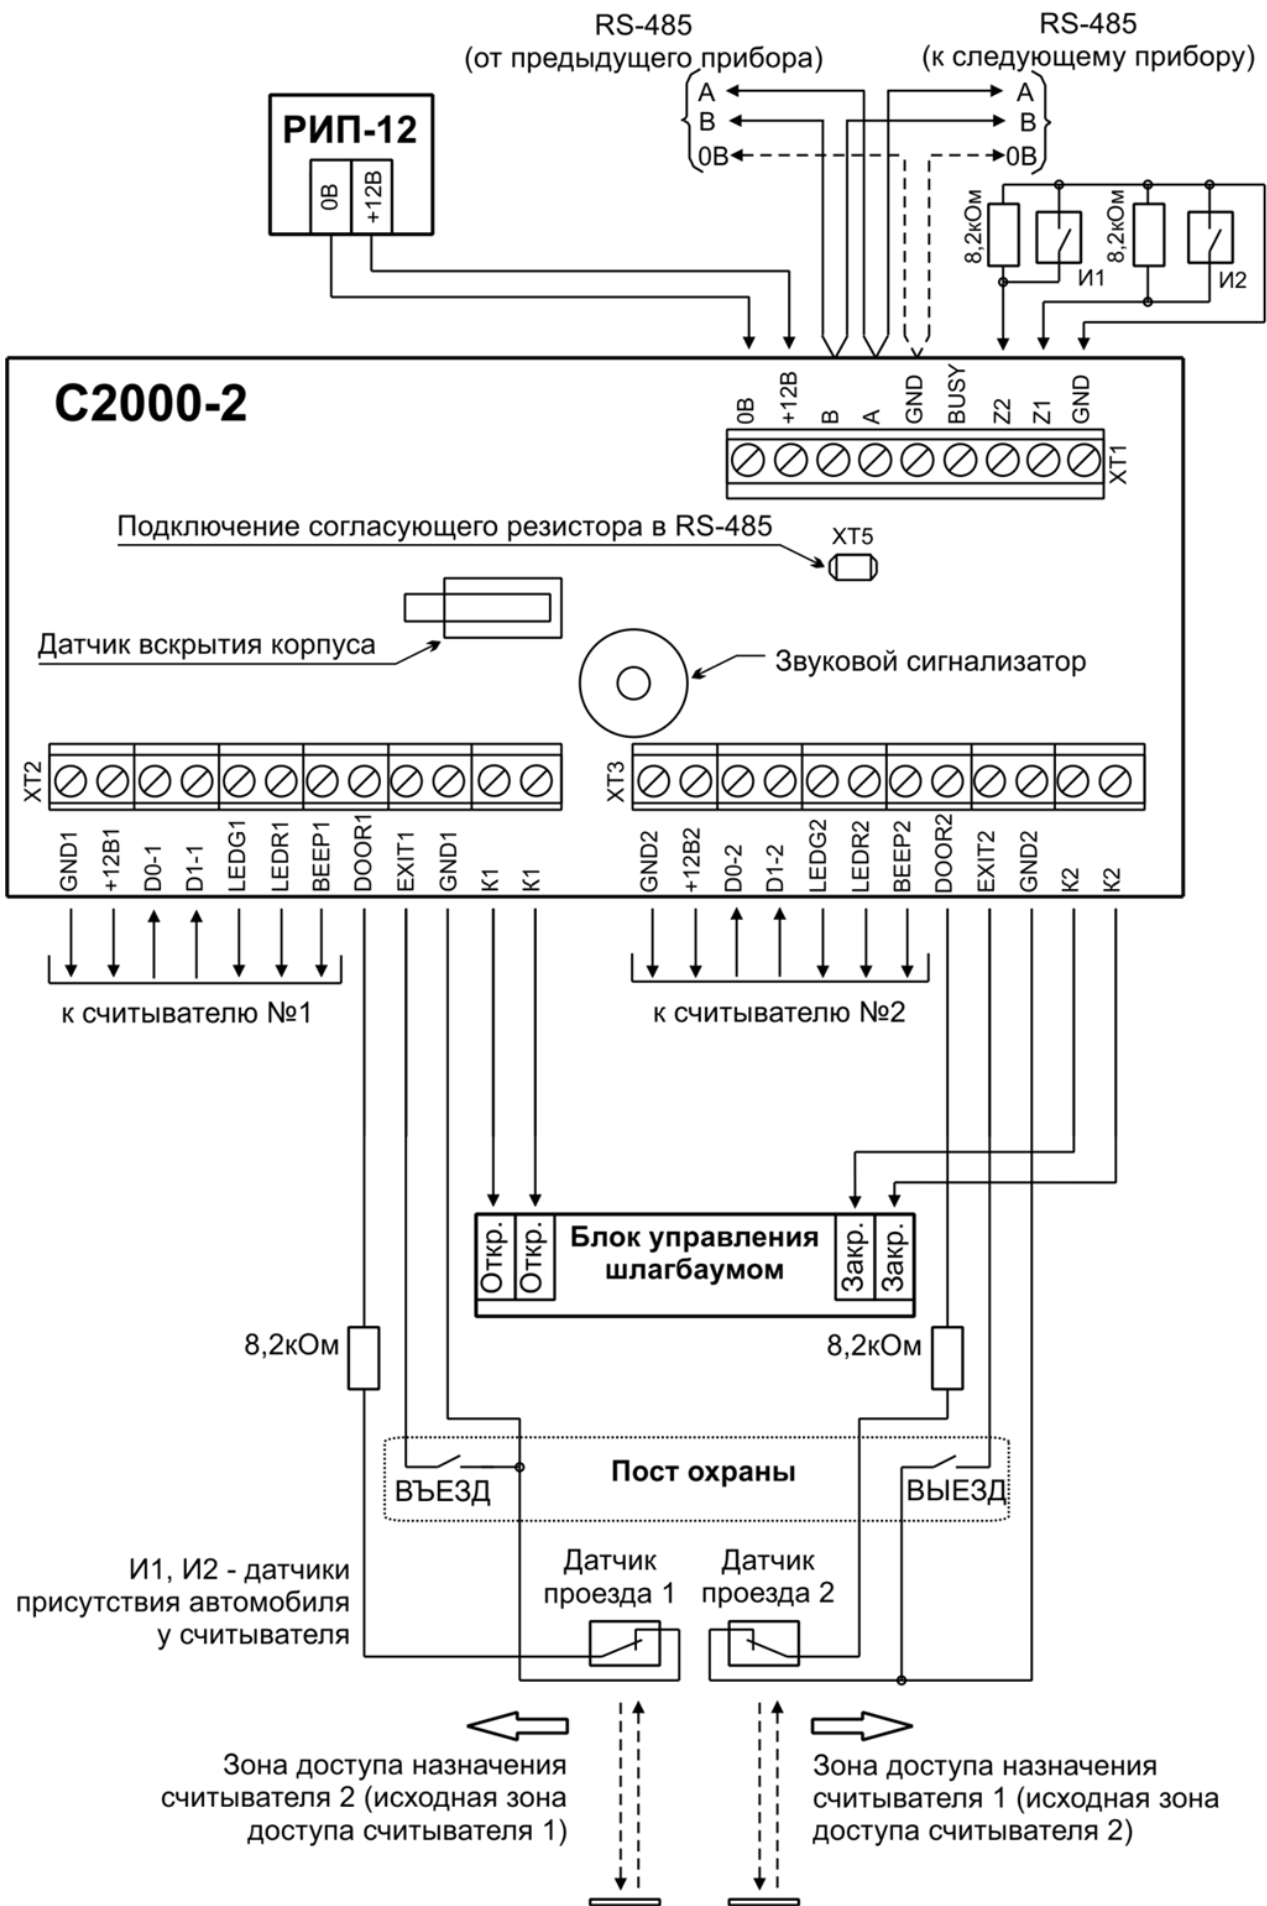 RS-485
(от предыдущего прибора)
RS-485
(к следующему прибору)
A
B
0В
A
B
0В
РИП-12
0В
+12В
8,2кОм
И1
8,2кОм
И2
С2000-2
0В
+12В
B
A
GND
BUSY
Z2
Z1
GND
XT1
Подключение согласующего резистора в RS-485
XT5
Датчик вскрытия корпуса
Звуковой сигнализатор
XT2
XT3
GND1
+12В1
D0-1
D1-1
LEDG1
LEDR1
BEEP1
DOOR1
EXIT1
GND1
К1
К1
GND2
+12В2
D0-2
D1-2
LEDG2
LEDR2
BEEP2
DOOR2
EXIT2
GND2
К2
К2
к считывателю №1
к считывателю №2
Откр.
Откр.
Блок управления
шлагбаумом
Закр.
Закр.
8,2кОм
8,2кОм
Пост охраны
ВЪЕЗД
ВЫЕЗД
И1, И2 - датчики
присутствия автомобиля
у считывателя
Датчик
проезда 1
Датчик
проезда 2
Зона доступа назначения
считывателя 2 (исходная зона
доступа считывателя 1)
Зона доступа назначения
считывателя 1 (исходная зона
доступа считывателя 2)